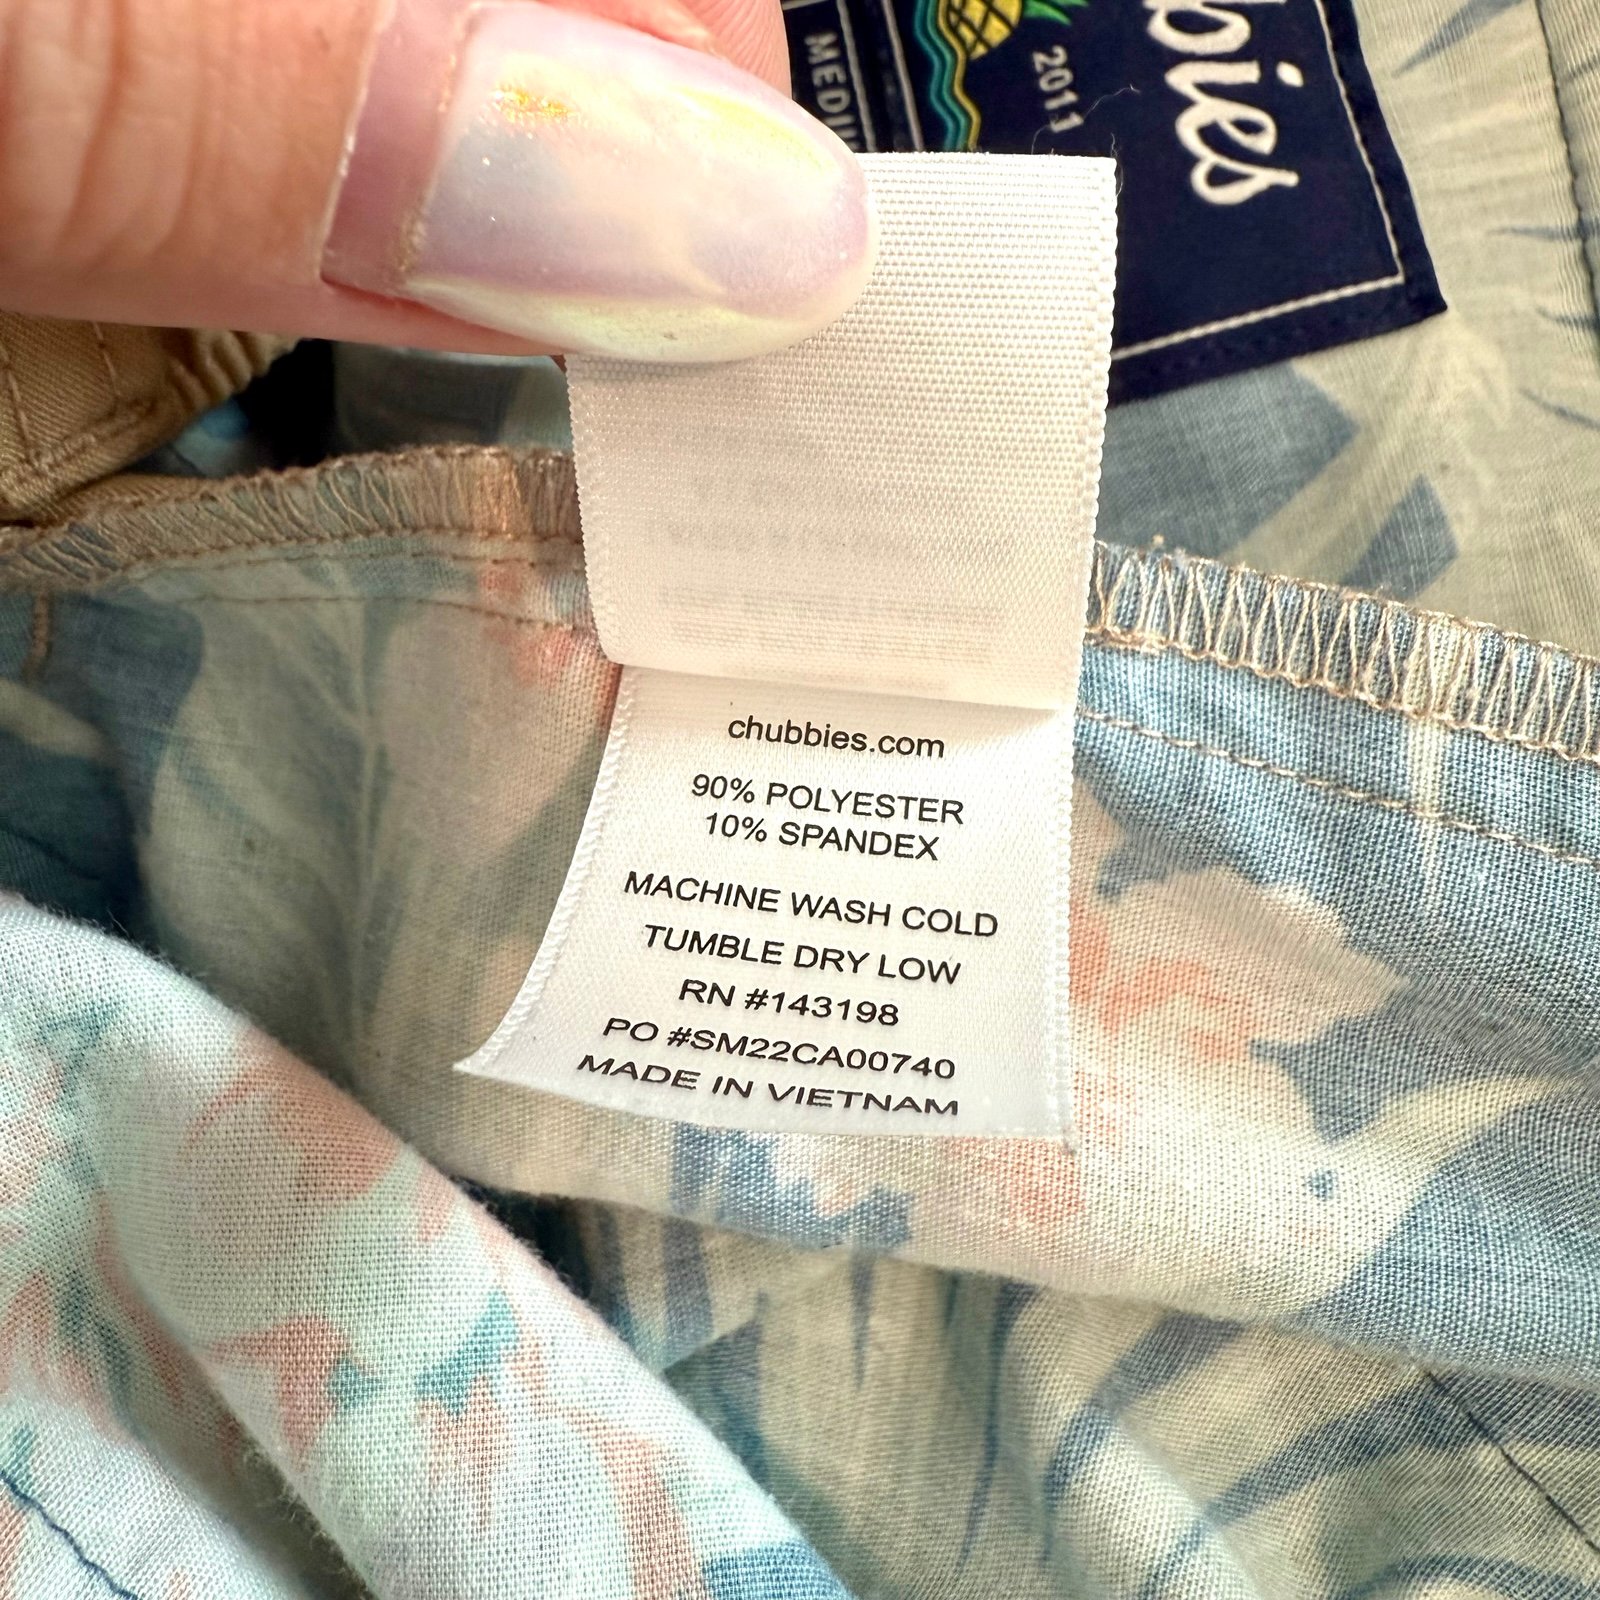 bies
2011
MEDIU
chubbies.com
90% POLYESTER
10% SPANDEX
MACHINE WASH COLD
TUMBLE DRY LOW
RN #143198
PO #SM22CA00740
MADE IN VIETNAM